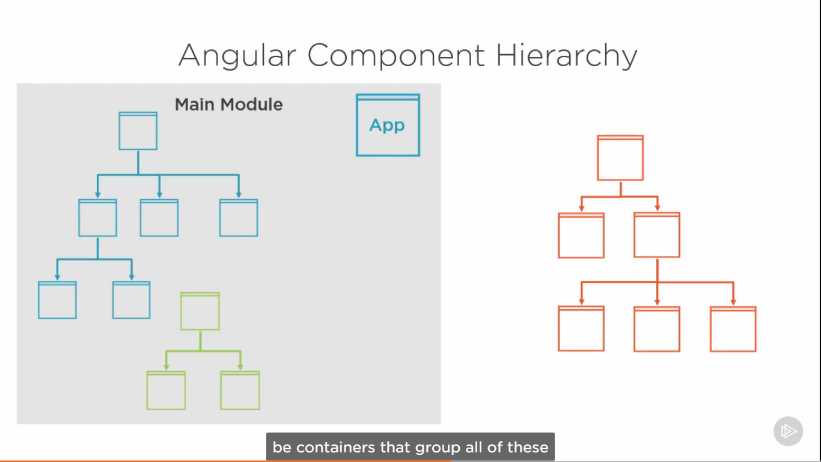 Angular Component Hierarchy
Main Module
App
be containers that group all of these